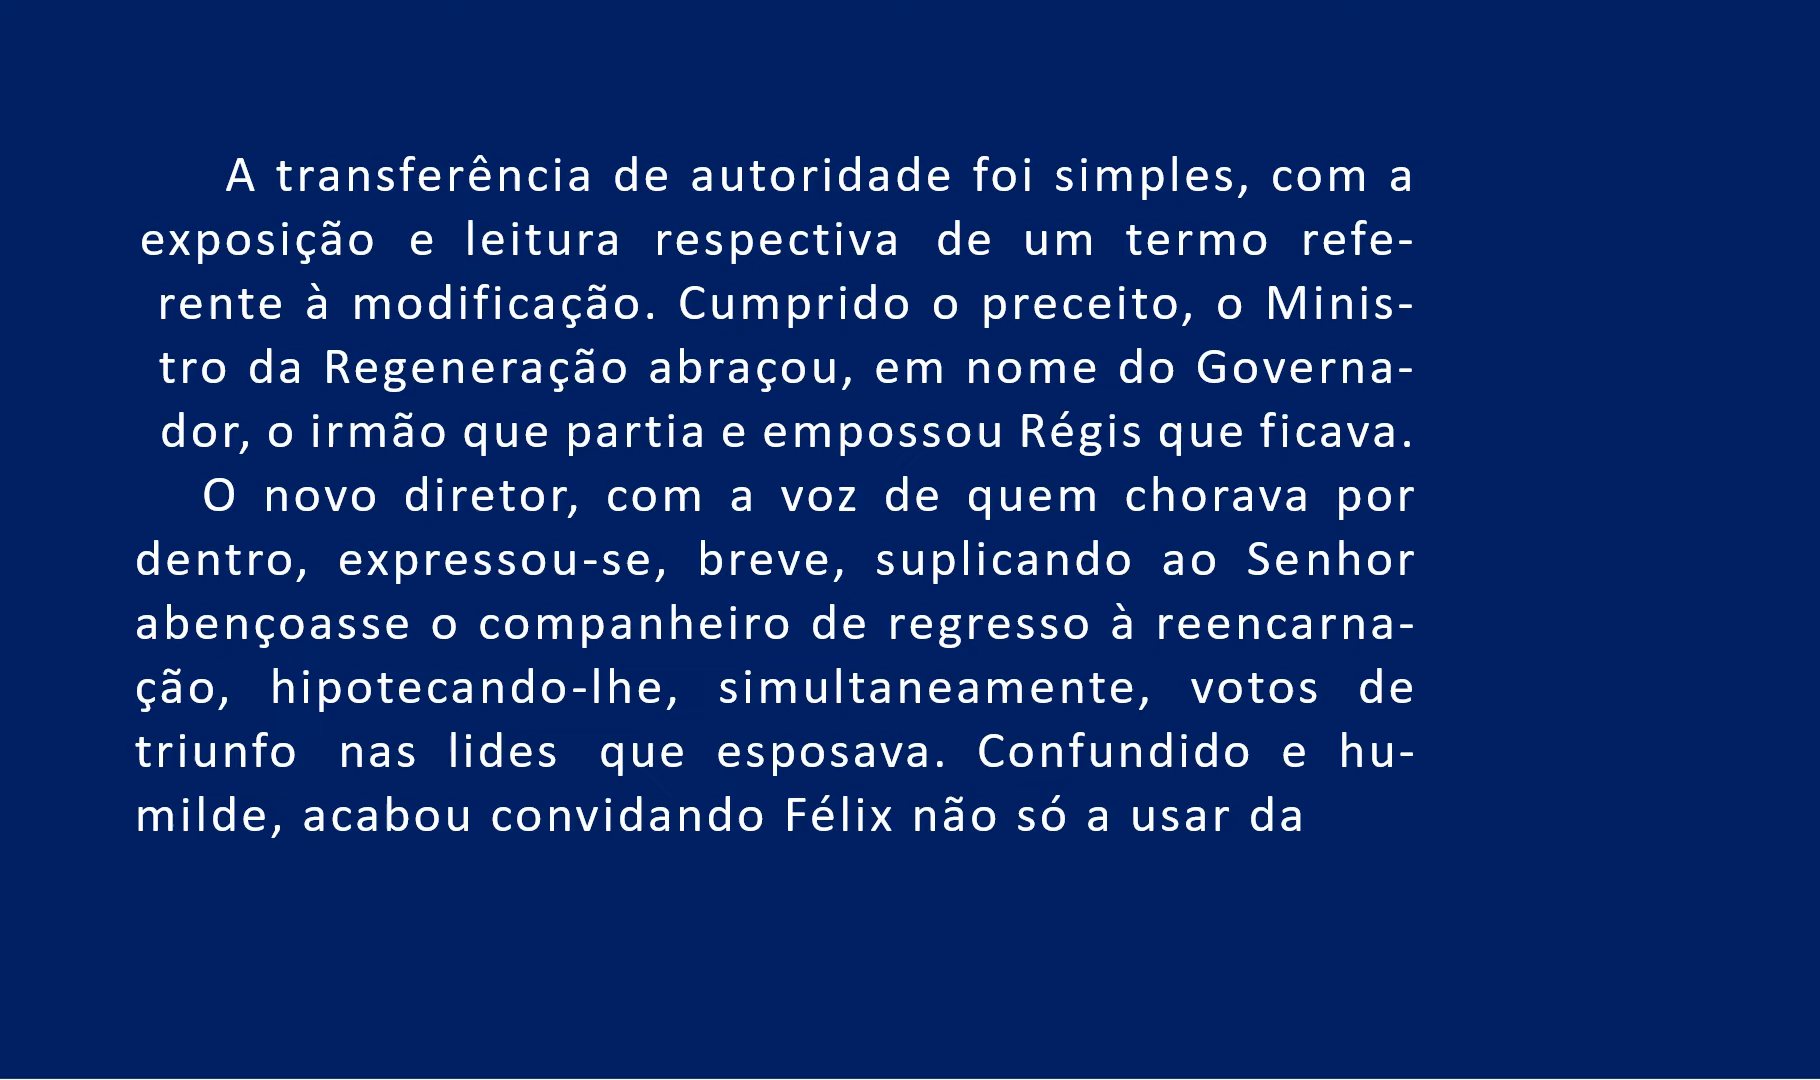 A transferência de autoridade foi simples, com a
exposição e leitura respectiva de um termo refe-
rente à modificação. Cumprido o preceito, o Minis-
tro da Regeneração abraçou, em nome do Governa-
dor, o irmão que partia e empossou Régis que ficava.
O novo diretor, com a voz de quem chorava por
dentro, expressou-se, breve, suplicando ao Senhor
abençoasse o companheiro de regresso à reencarna-
ção, hipotecando-lhe, simultaneamente, votos de
triunfo nas lides que esposava. Confundido e hu-
milde, acabou convidando Félix não só a usar da